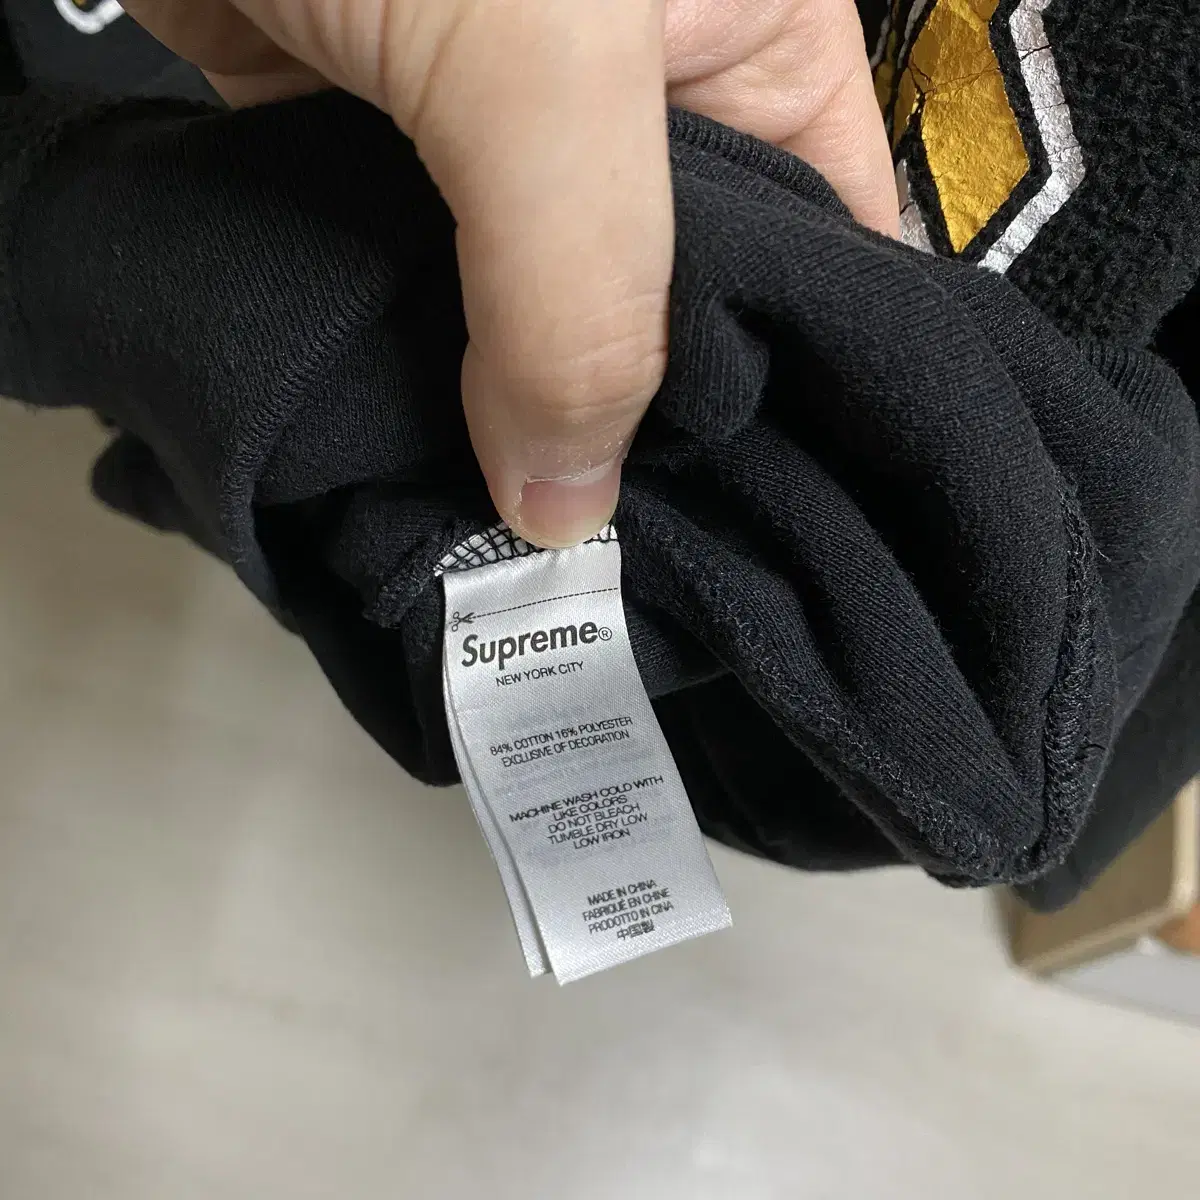 Supreme®
NEW YORK CITY
84% COTTON 16% POLYESTER
EXCLUSIVE OF DECORATION
MACHINE WASH COLD WITH
LIKE COLORS
DO NOT BLEACH
TUMBLE DRY LOW
LOW IRON
MADE IN CHINA
FABRIQUÉ EN CHINE
PRODOTTO IN CINA
中国製